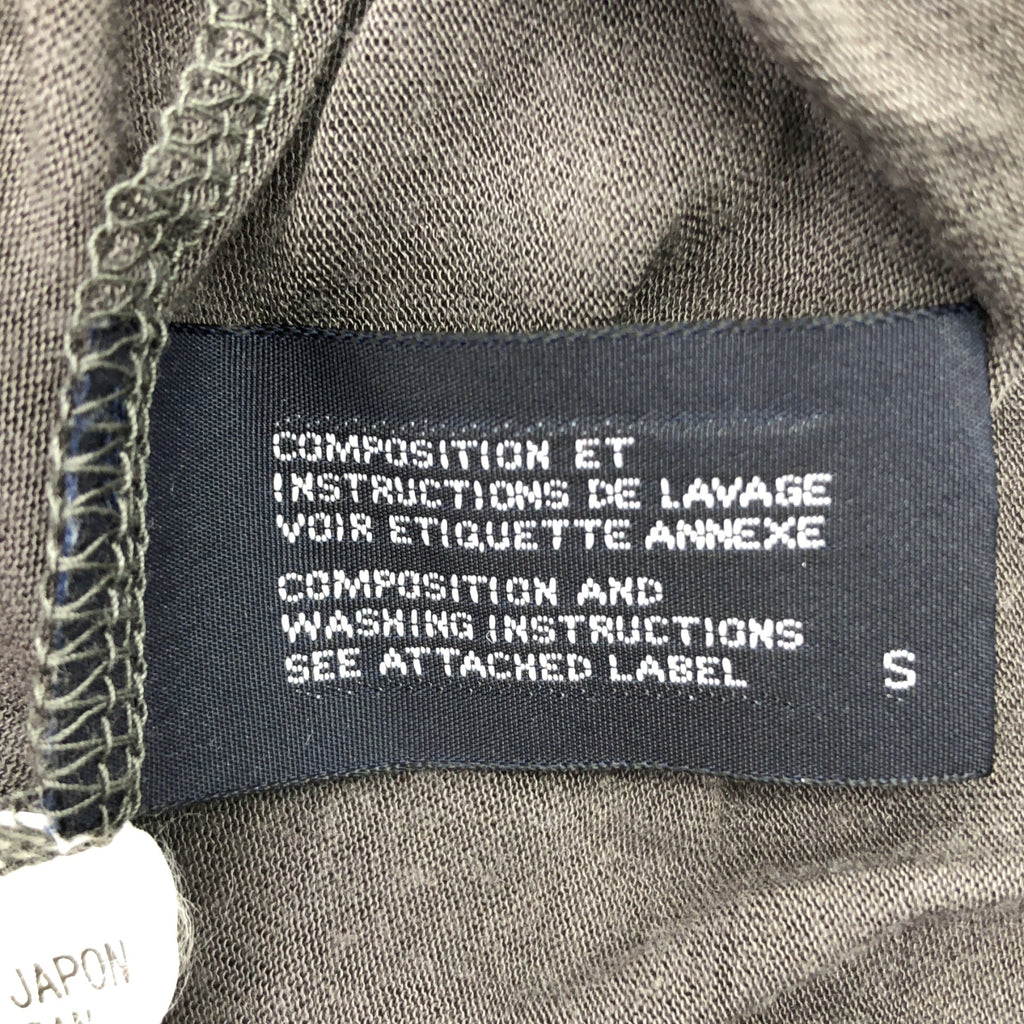 COMPOSITION ET
INSTRUCTIONS DE LAVAGE
VOIR ETIQUETTE ANNEXE
COMPOSITION AND
WASHING INSTRUCTIONS
SEE ATTACHED LABEL
S
JAPON